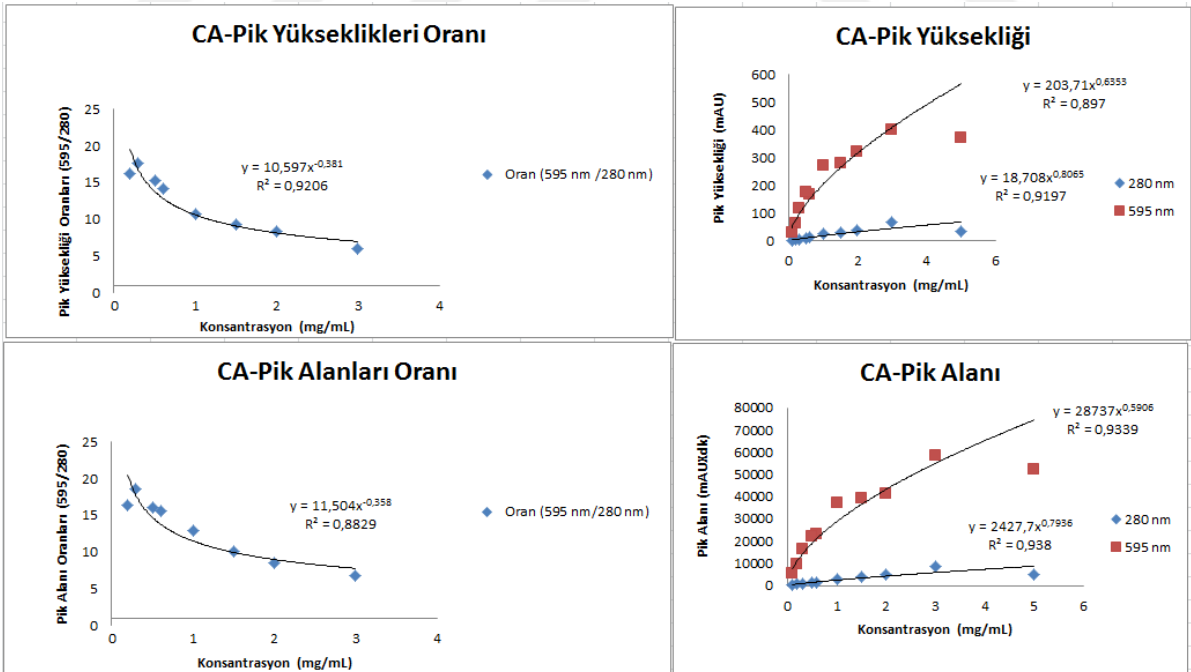 CA-Pik Yükseklikleri Oranı
Pik Yüksekliği Oranları (595/280)
25
20
15
10
5
0
y = 10,597x-0,381
R² = 0,9206
Oran (595 nm /280 nm)
0 1 2 3 4
Konsantrasyon (mg/mL)
CA-Pik Yüksekliği
Pik Yüksekliği (mAU)
600
500
400
300
200
100
0
y = 203,71x0,6353
R² = 0,897
y = 18,708x0,8065
R² = 0,9197
280 nm
595 nm
0 2 4 6
Konsantrasyon (mg/mL)
CA-Pik Alanları Oranı
Pik Alanı Oranları (595/280)
25
20
15
10
5
0
y = 11,504x-0,358
R² = 0,8829
Oran (595 nm/280 nm)
0 1 2 3 4
Konsantrasyon (mg/mL)
CA-Pik Alanı
Pik Alanı (mAUXdk)
80000
70000
60000
50000
40000
30000
20000
10000
0
y = 28737x0,5906
R² = 0,9339
y = 2427,7x0,7936
R² = 0,938
280 nm
595 nm
0 1 2 3 4 5 6
Konsantrasyon (mg/mL)